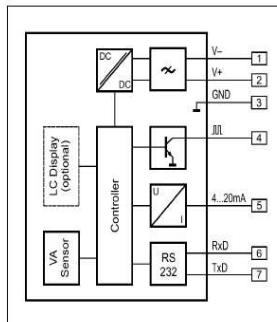 DC
DC
~
V–
1
V+
2
GND
3
4
LC Display
(optional)
Controller
U
I
4...20mA
5
VA
Sensor
RS
232
RxD
6
TxD
7